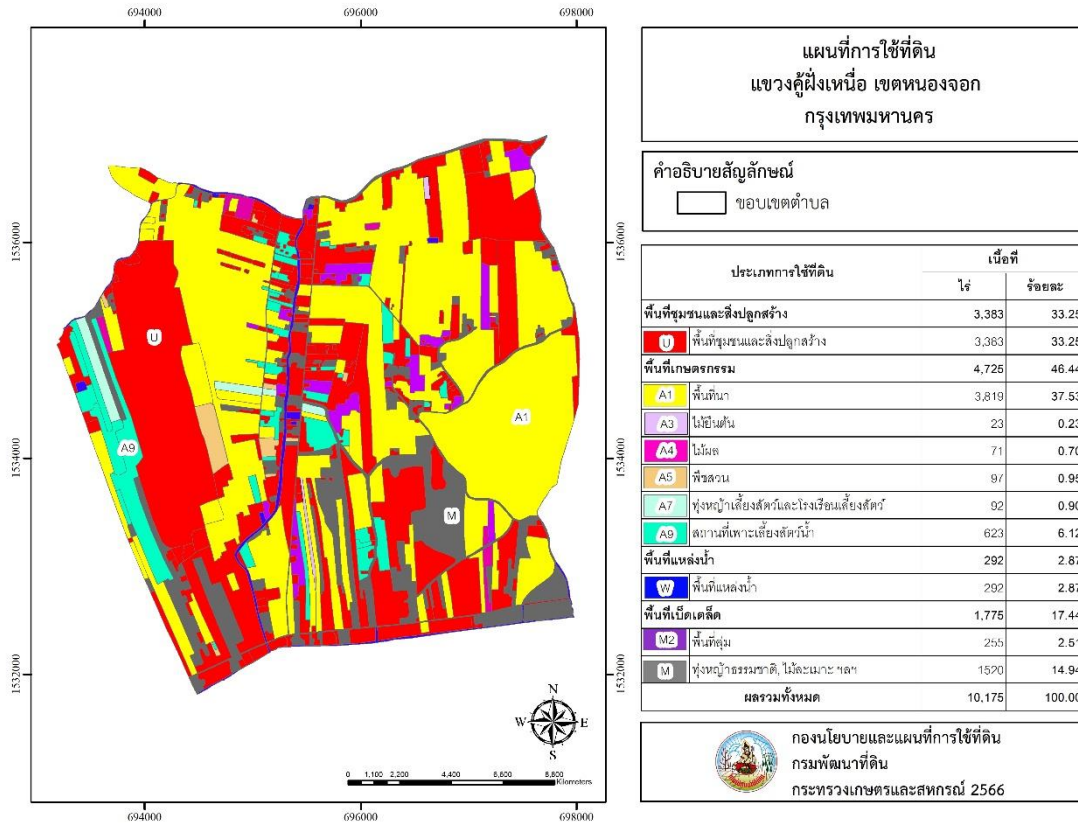 694000 696000 698000
1536000 1536000
1534000 1534000
1532000 1532000
694000 696000 698000
U
A9
A1
M
N
W E
S
0 1,100 2,200 4,400 6,600 8,800
Kilometers
แผนที่การใช้ที่ดิน
แขวงคู้ฝั่งเหนือ เขตหนองจอก
กรุงเทพมหานคร
คำอธิบายสัญลักษณ์
ขอบเขตตำบล
ประเภทการใช้ที่ดิน เนื้อที่
ไร่ ร้อยละ
พื้นที่ชุมชนและสิ่งปลูกสร้าง 3,383 33.25
U พื้นที่ชุมชนและสิ่งปลูกสร้าง 3,383 33.25
พื้นที่เกษตรกรรม 4,725 46.44
A1 พื้นที่นา 3,819 37.53
A3 ไม้ยืนต้น 23 0.23
A4 ไม้ผล 71 0.70
A5 พืชสวน 97 0.95
A7 ทุ่งหญ้าเลี้ยงสัตว์และโรงเรือนเลี้ยงสัตว์ 92 0.90
A9 สถานที่เพาะเลี้ยงสัตว์น้ำ 623 6.12
พื้นที่แหล่งน้ำ 292 2.87
W พื้นที่แหล่งน้ำ 292 2.87
พื้นที่เบ็ดเตล็ด 1,775 17.44
M2 พื้นที่ลุ่ม 255 2.51
M ทุ่งหญ้าธรรมชาติ, ไม้ละเมาะ ฯลฯ 1520 14.94
ผลรวมทั้งหมด 10,175 100.00
กองนโยบายและแผนที่การใช้ที่ดิน
กรมพัฒนาที่ดิน
กระทรวงเกษตรและสหกรณ์ 2566